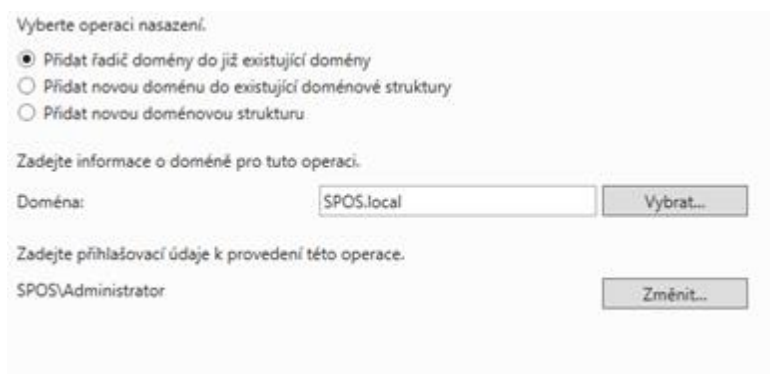 Vyberte operaci nasazení.
Přidat řadič domény do již existující domény
Přidat novou doménu do existující doménové struktury
Přidat novou doménovou strukturu
Zadejte informace o doméně pro tuto operaci.
Doména: SPOS.local Vybrat...
Zadejte přihlašovací údaje k provedení této operace.
SPOS\Administrator Změnit...